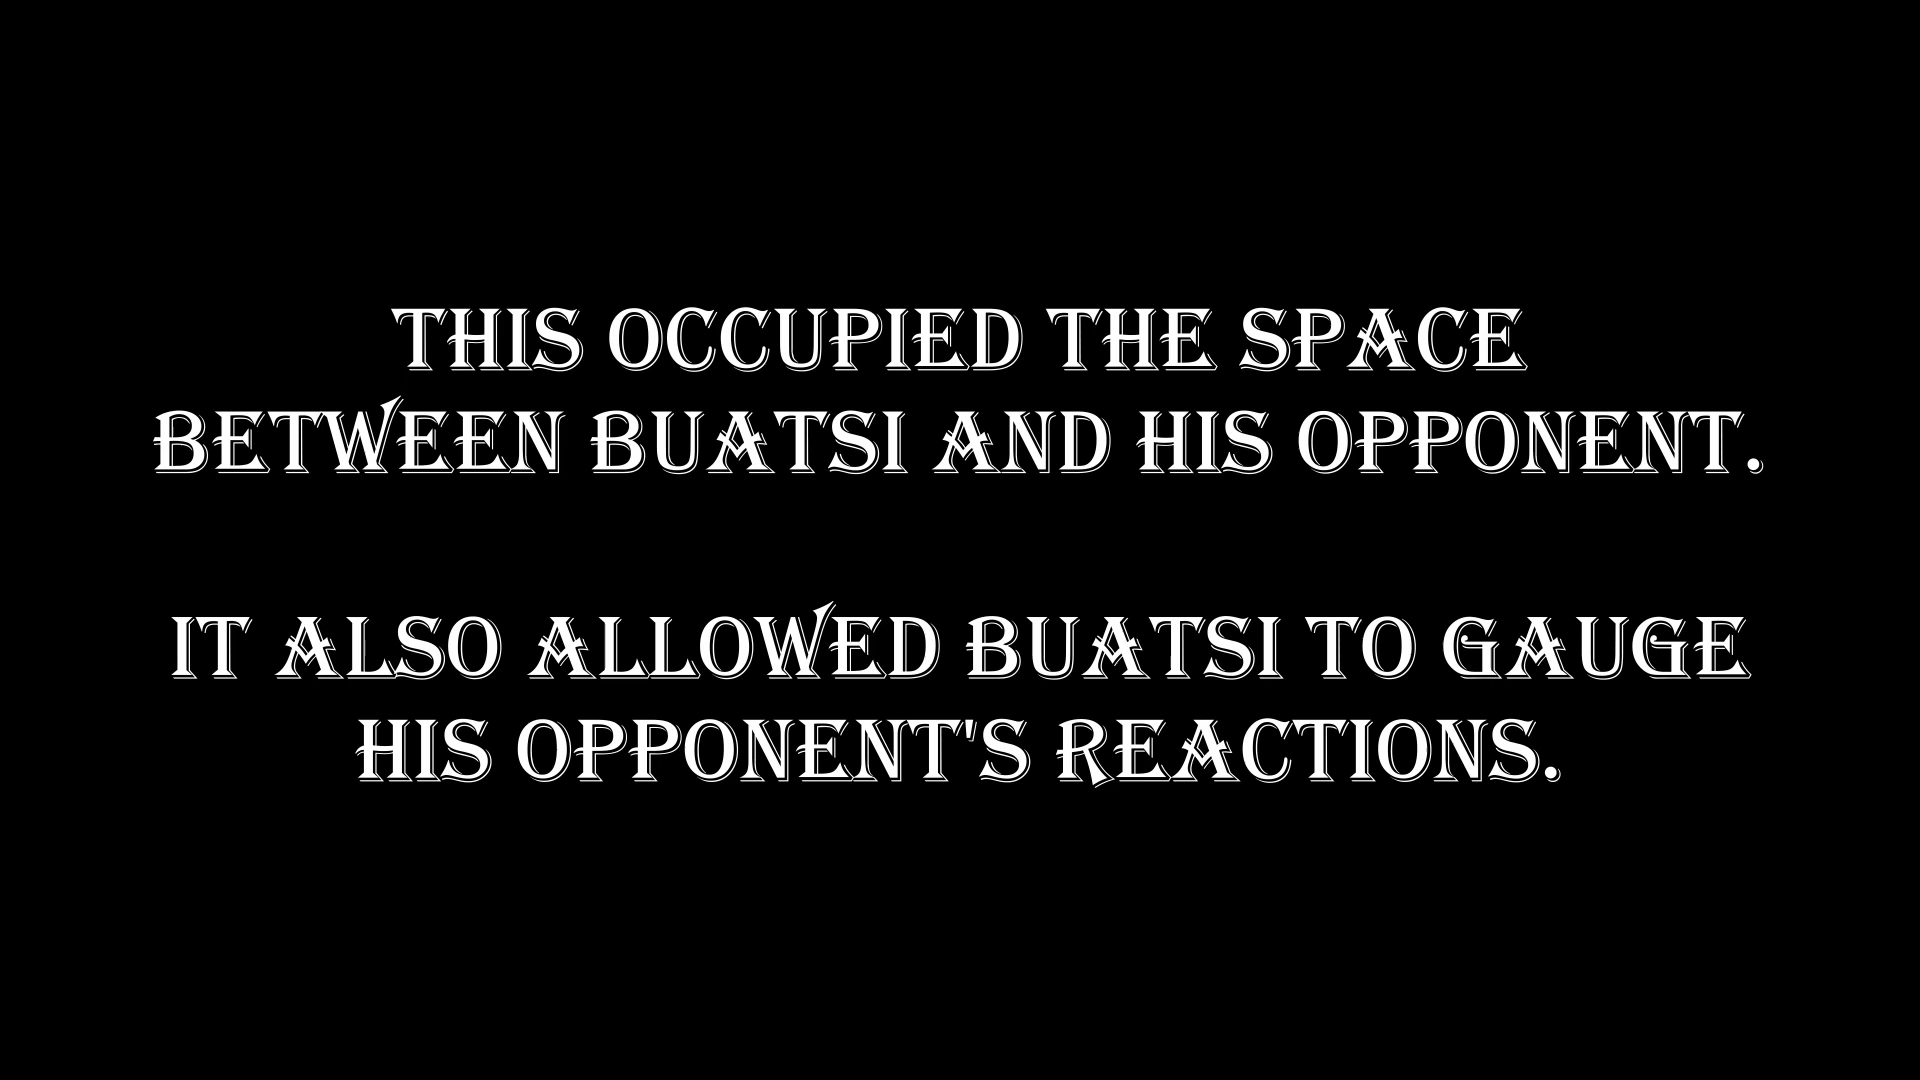 THIS OCCUPIED THE SPACE
BETWEEN BUATSI AND HIS OPPONENT.
IT ALSO ALLOWED BUATSI TO GAUGE
HIS OPPONENT'S REACTIONS.